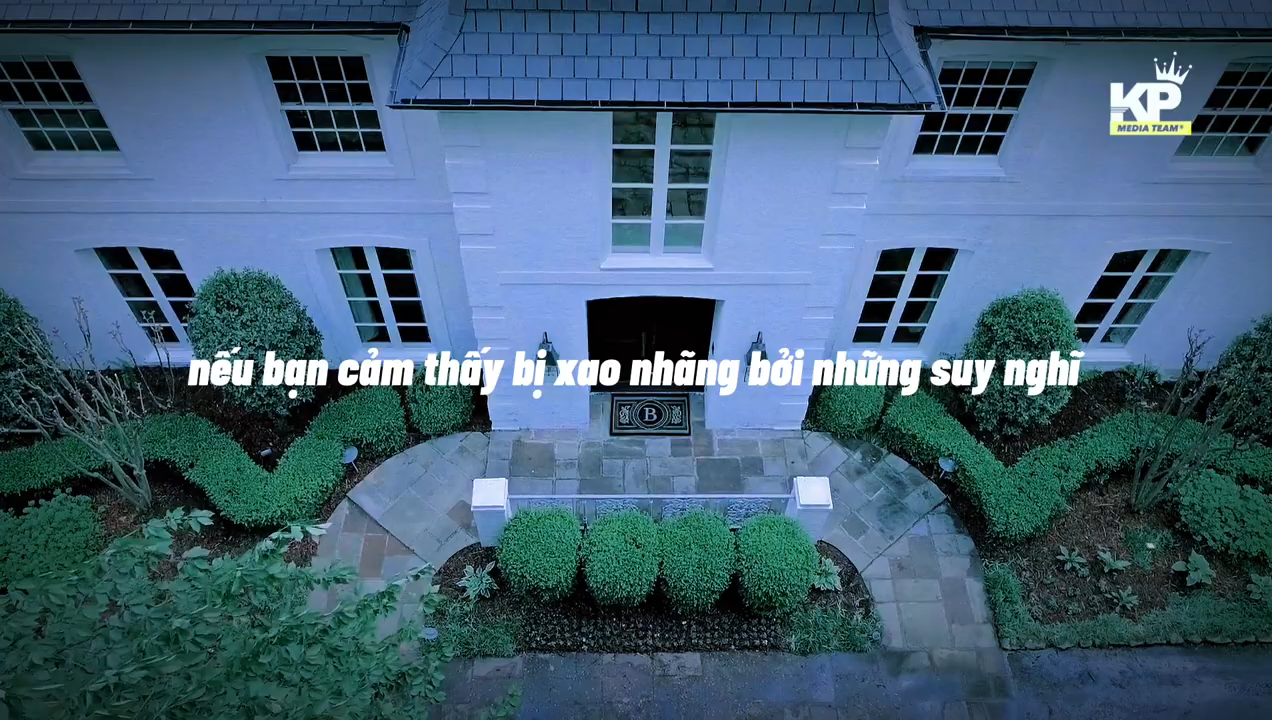 KP
MEDIA TEAM®
nếu bạn cảm thấy bị xao nhãng bởi những suy nghĩ
B